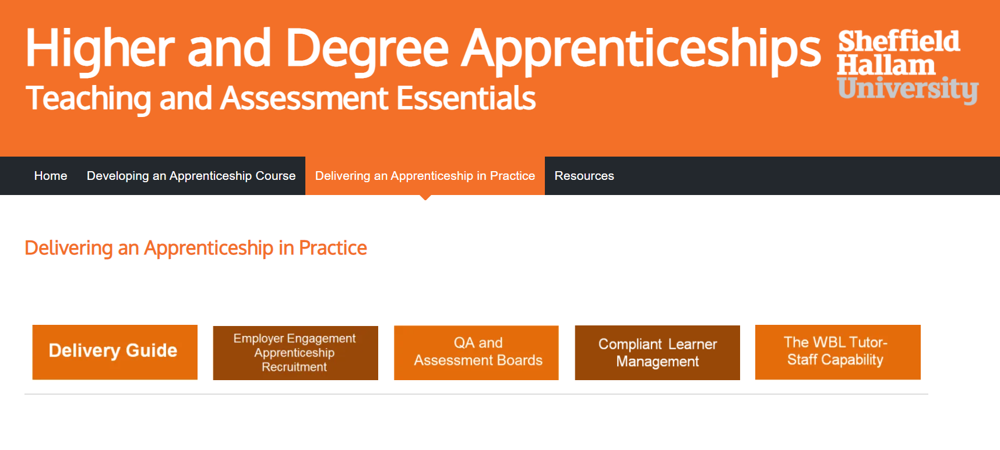 Higher and Degree Apprenticeships
Teaching and Assessment Essentials
Sheffield
Hallam
University
Home
Developing an Apprenticeship Course
Delivering an Apprenticeship in Practice
Resources
Delivering an Apprenticeship in Practice
Delivery Guide
Employer Engagement
Apprenticeship
Recruitment
QA and
Assessment Boards
Compliant Learner
Management
The WBL Tutor-
Staff Capability